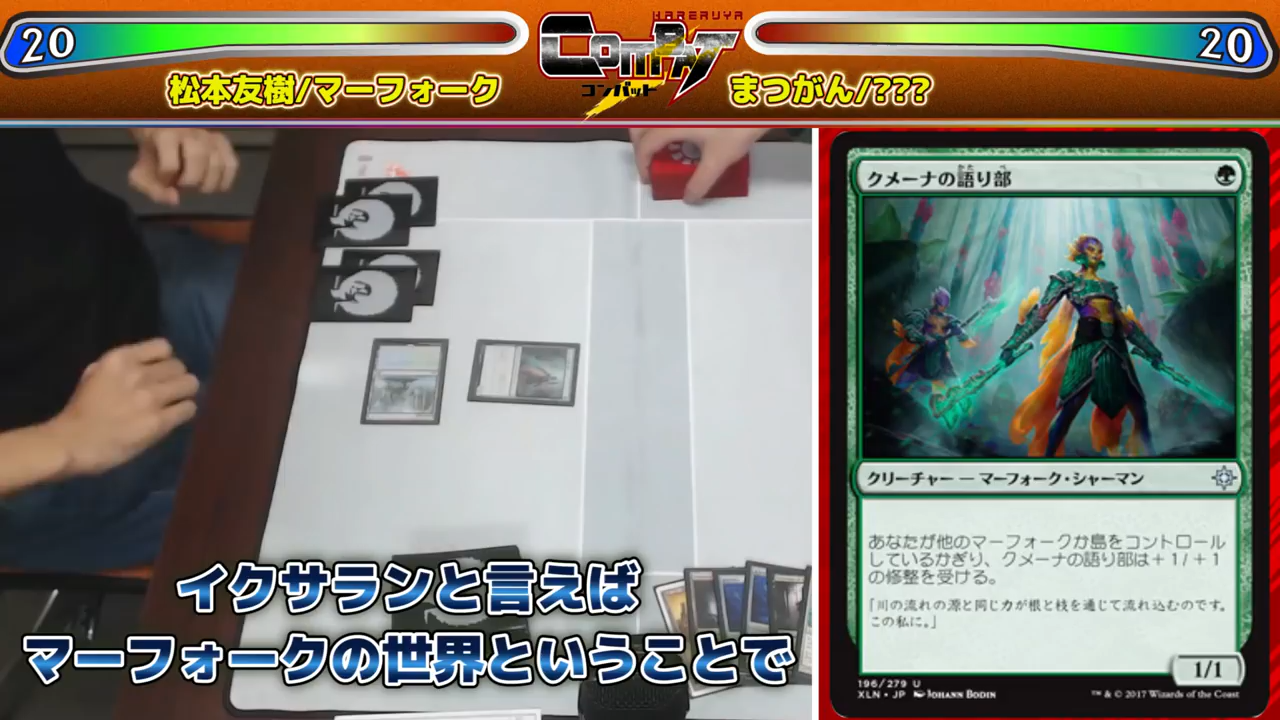 20
HARERUYA
COMBAT
コンバット
20
松本友樹/マーフォーク
まつがん/???
クメーナの語り部
かた べ
クリーチャー — マーフォーク・シャーマン
あなたが他のマーフォークか島をコントロール
しているかぎり、クメーナの語り部は+1/+1
の修整を受ける。
「川の流れの源と同じ力が根と枝を通じて流れ込むのです。
この私に。」
1/1
196/279 U
XLN • JP JOHANN BODIN
™ & © 2017 Wizards of the Coast
イクサランと言えば
マーフォークの世界ということで